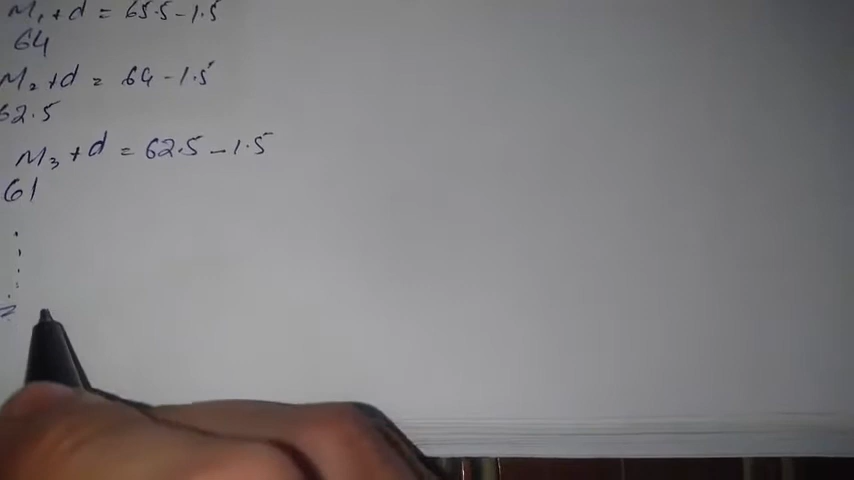 M₁+d = 65.5-1.5
64
M₂+d = 64-1.5
62.5
M₃+d = 62.5-1.5
61
=